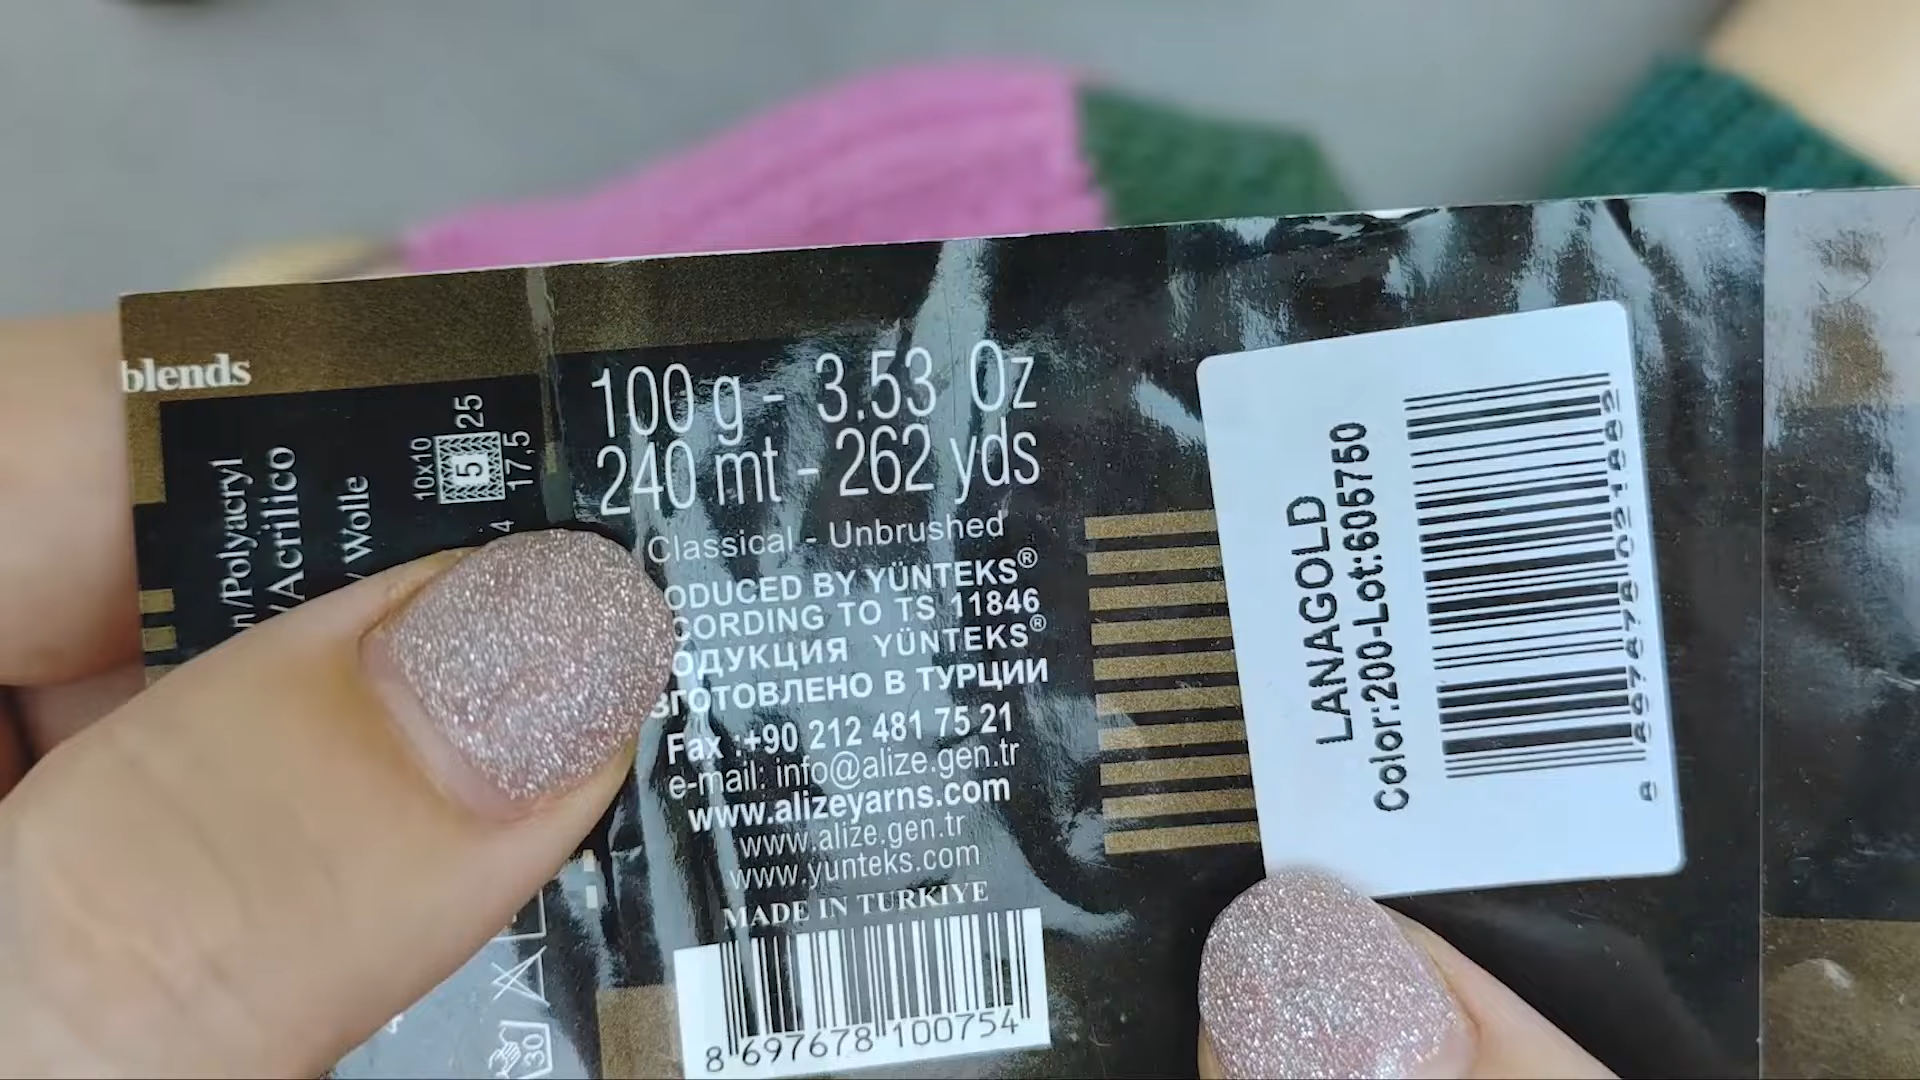 blends
n/Polyacryl
/Acrilico
/ Wolle
10x10
5
25
17,5
4
100 g - 3.53 Oz
240 mt - 262 yds
Classical - Unbrushed
ODUCED BY YÜNTEKS®
CORDING TO TS 11846
ОДУКЦИЯ YÜNTEKS®
ЗГОТОВЛЕНО В ТУРЦИИ
Fax :+90 212 481 75 21
e-mail: info@alize.gen.tr
www.alizeyarns.com
www.alize.gen.tr
www.yunteks.com
MADE IN TURKIYE
8 697678 100754
30
LANAGOLD
Color:200-Lot:605750